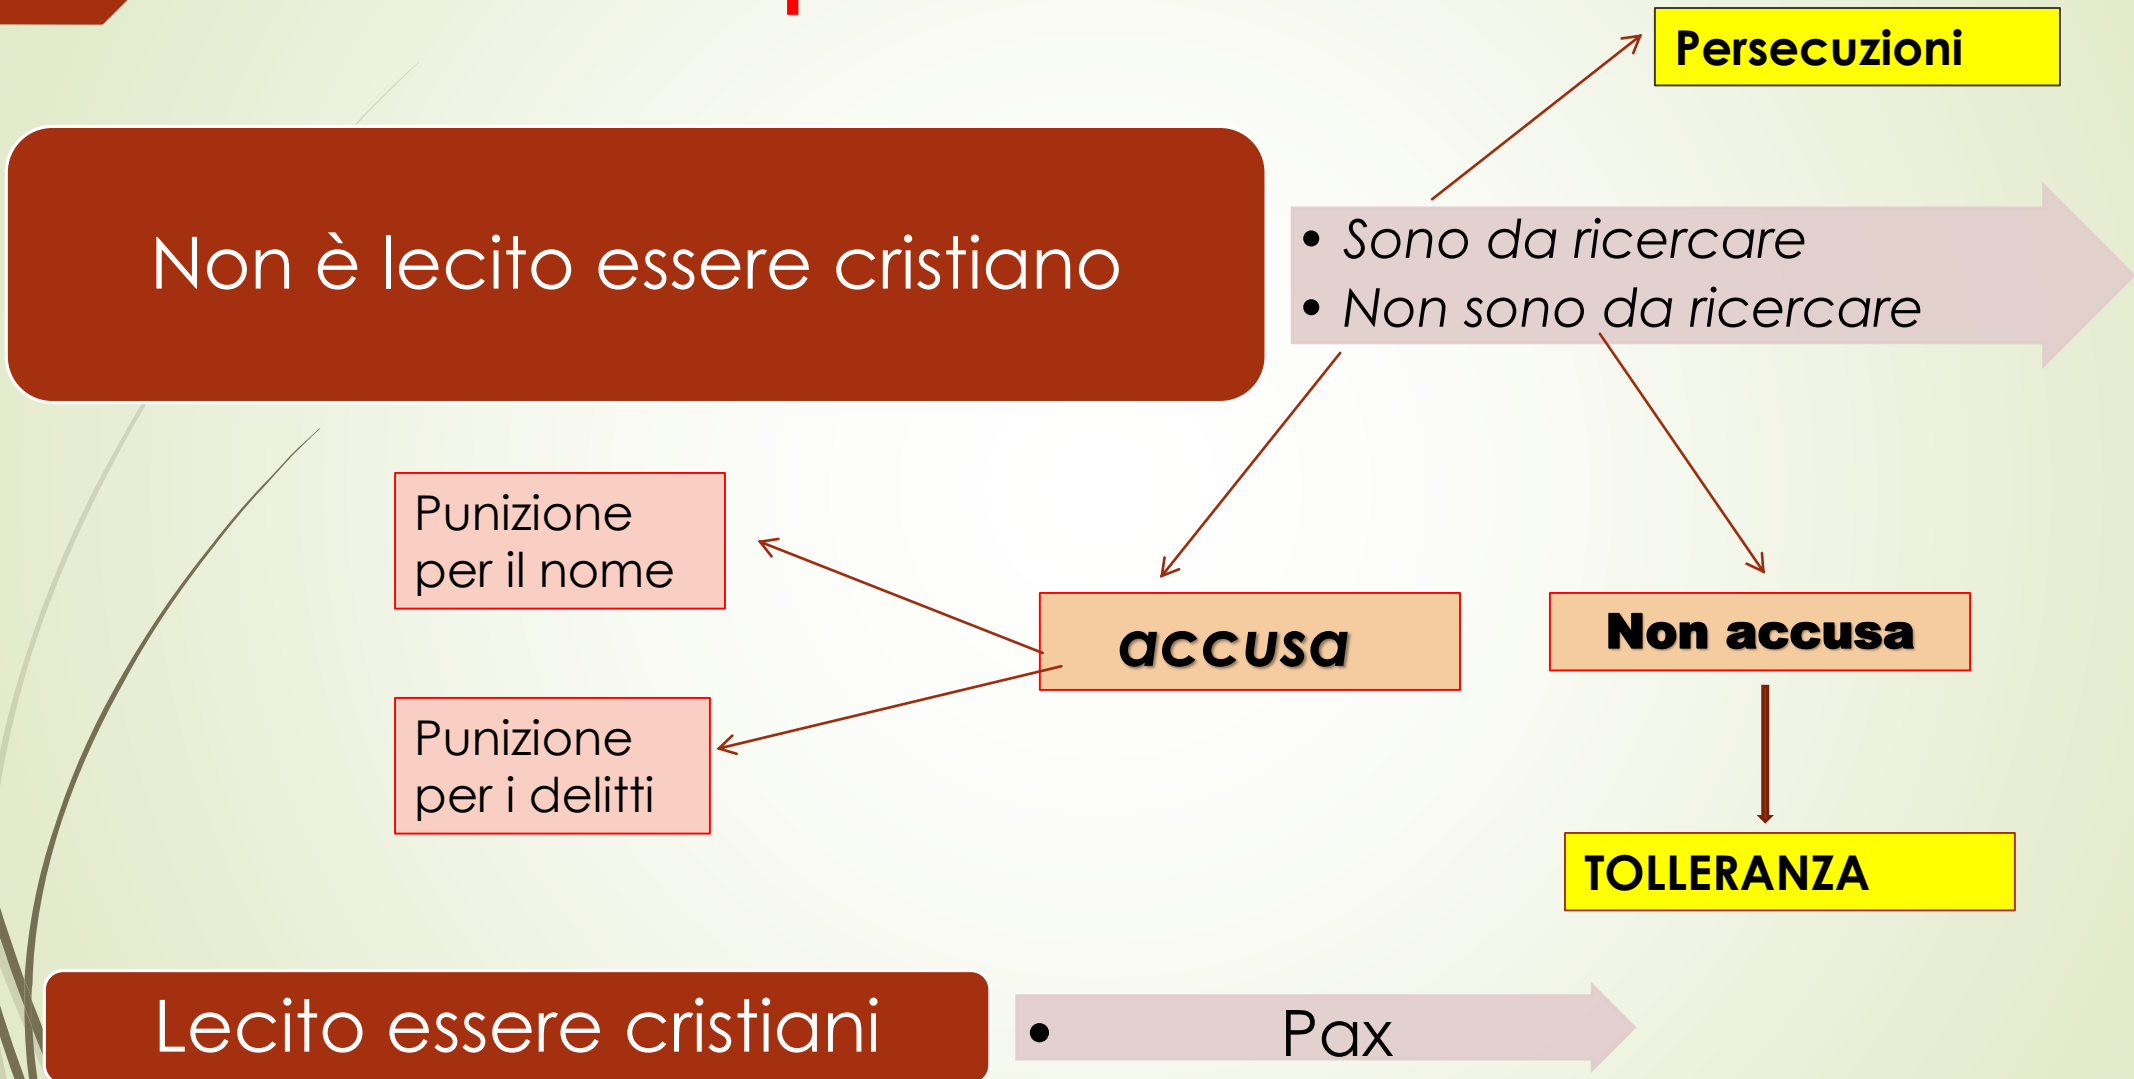 Persecuzioni
Non è lecito essere cristiano
• Sono da ricercare
• Non sono da ricercare
Punizione
per il nome
accusa
Non accusa
Punizione
per i delitti
TOLLERANZA
Lecito essere cristiani
• Pax